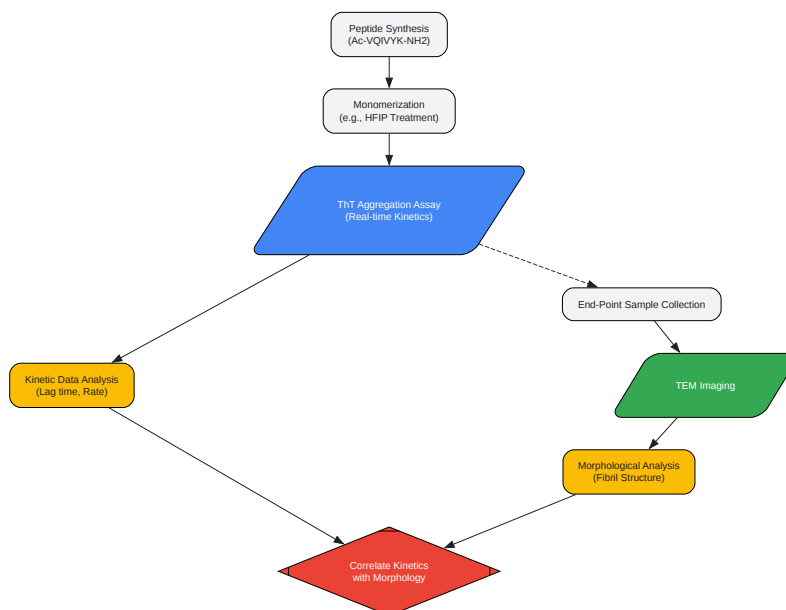 Peptide Synthesis
(Ac-VQIVYK-NH2)
Monomerization
(e.g., HFIP Treatment)
ThT Aggregation Assay
(Real-time Kinetics)
End-Point Sample Collection
Kinetic Data Analysis
(Lag time, Rate)
TEM Imaging
Morphological Analysis
(Fibril Structure)
Correlate Kinetics
with Morphology